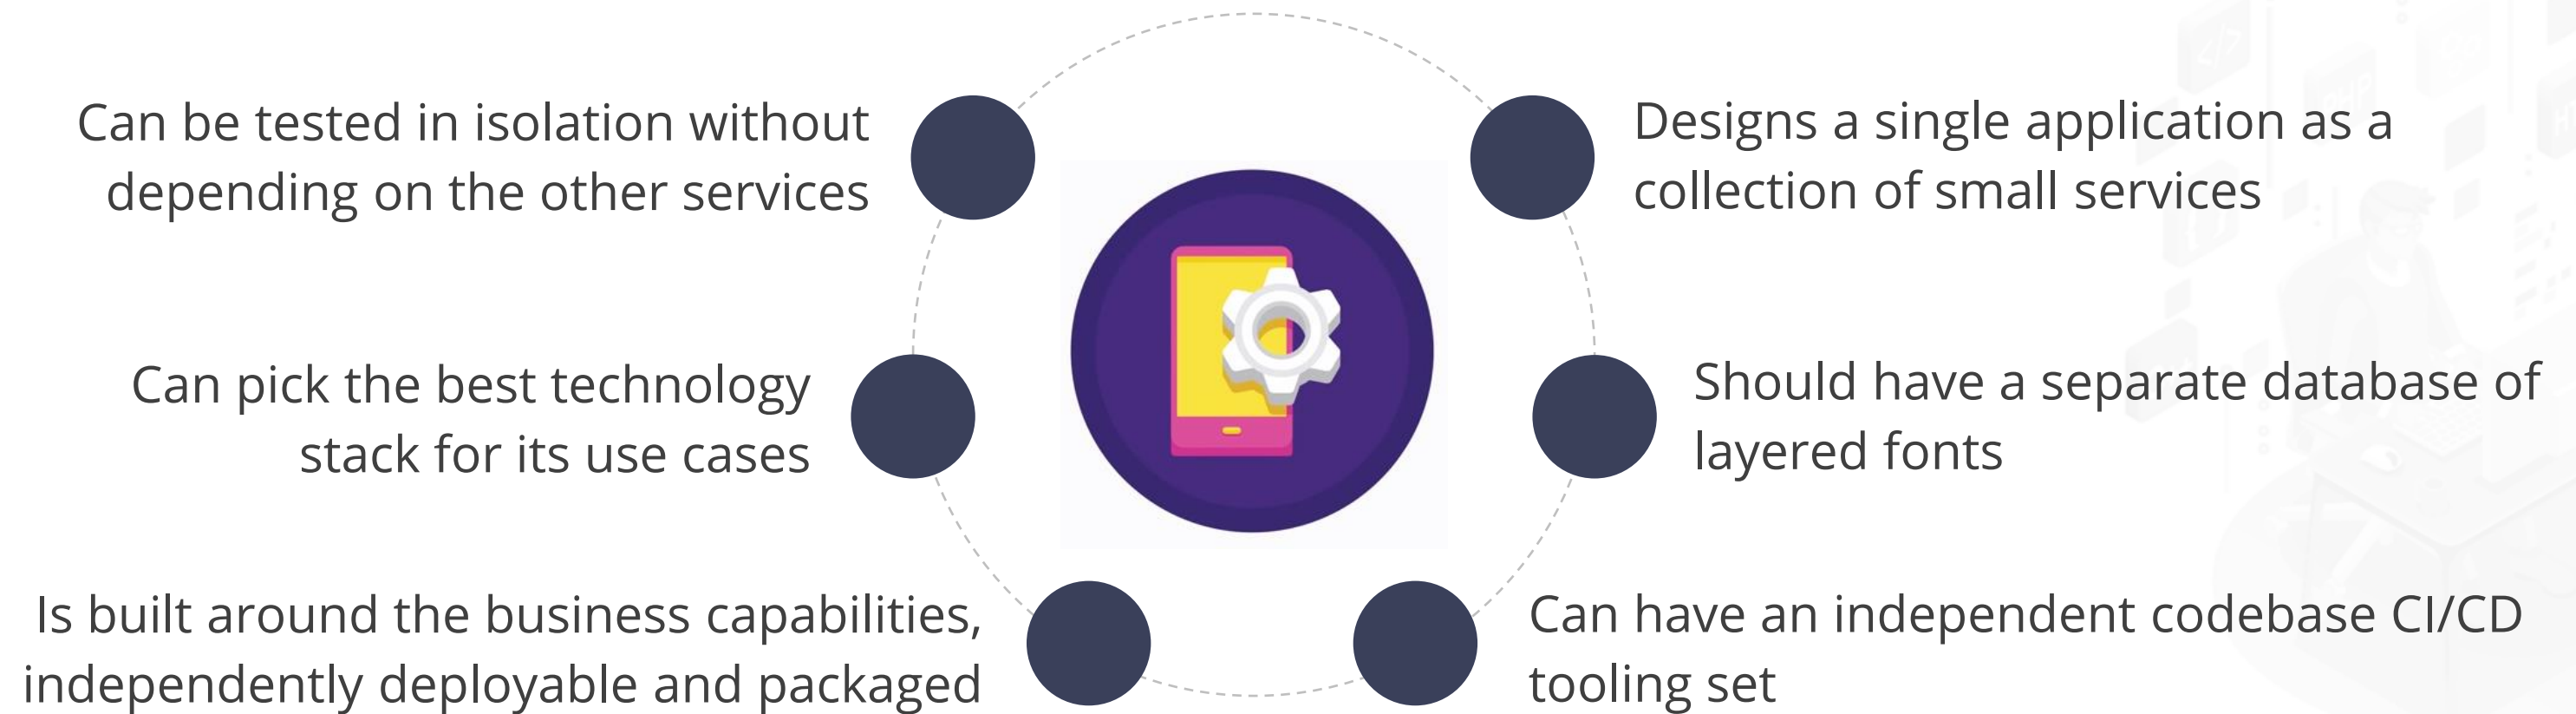 Can be tested in isolation without
depending on the other services
Designs a single application as a
collection of small services
Can pick the best technology
stack for its use cases
Should have a separate database of
layered fonts
Is built around the business capabilities,
independently deployable and packaged
Can have an independent codebase CI/CD
tooling set